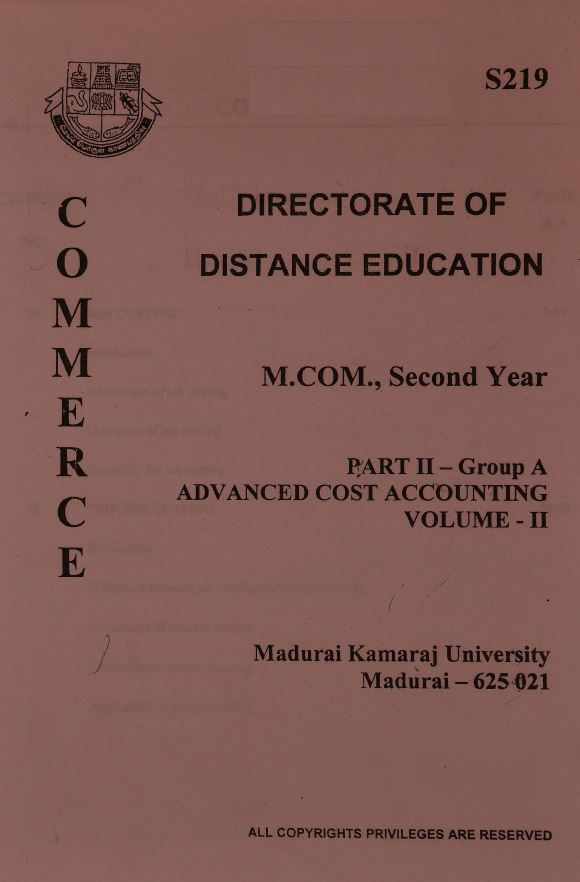 S219
COMMERCE
DIRECTORATE OF
DISTANCE EDUCATION
M.COM., Second Year
PART II – Group A
ADVANCED COST ACCOUNTING
VOLUME - II
Madurai Kamaraj University
Madurai – 625 021
ALL COPYRIGHTS PRIVILEGES ARE RESERVED